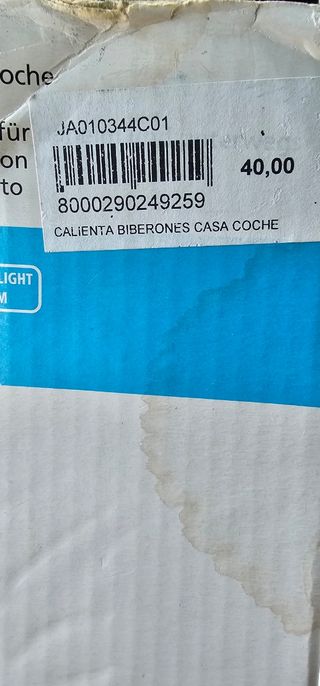 oche
für
on
to
JA010344C01
40,00
8000290249259
CALIENTA BIBERONES CASA COCHE
LIGHT
M